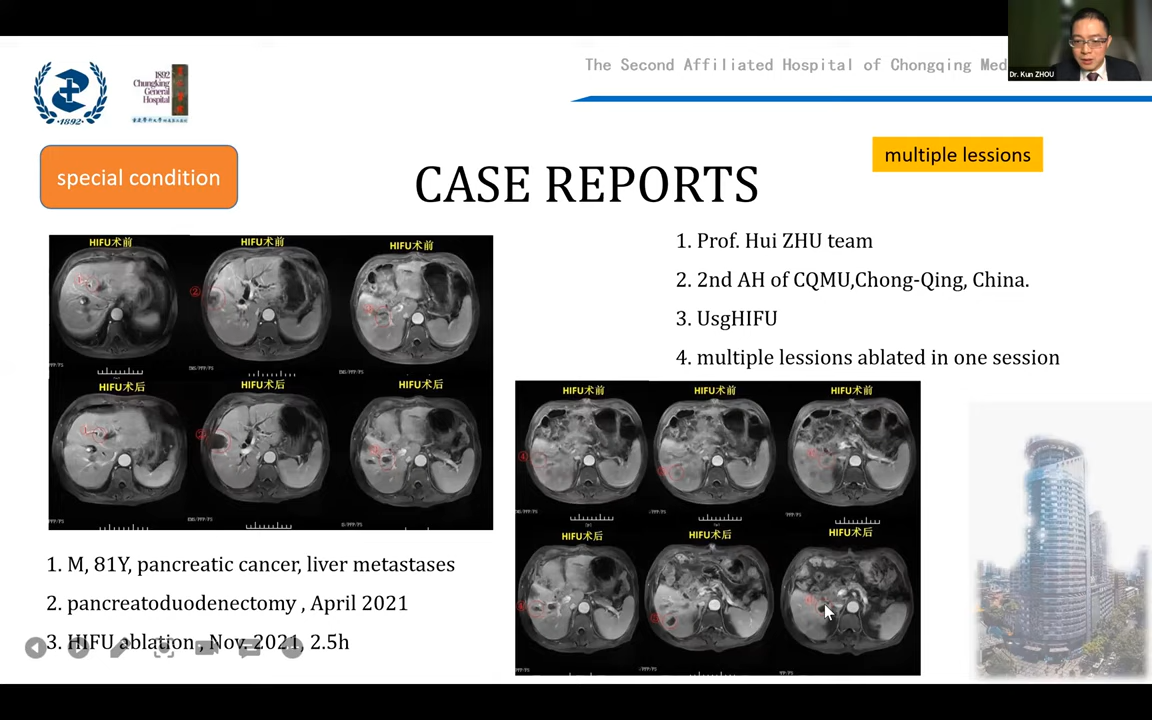 The Second Affiliated Hospital of Chongqing Med
Dr. Kun ZHOU
1892
Chungking
General
Hospital
1892
special condition
CASE REPORTS
multiple lessions
HIFU术前
HIFU术前
HIFU术前
①
②
HIFU术后
HIFU术后
HIFU术后
1. Prof. Hui ZHU team
2. 2nd AH of CQMU,Chong-Qing, China.
3. UsgHIFU
4. multiple lessions ablated in one session
HIFU术前
HIFU术前
HIFU术前
④
HIFU术后
HIFU术后
HIFU术后
1. M, 81Y, pancreatic cancer, liver metastases
2. pancreatoduodenectomy , April 2021
3. HIFU ablation , Nov. 2021, 2.5h